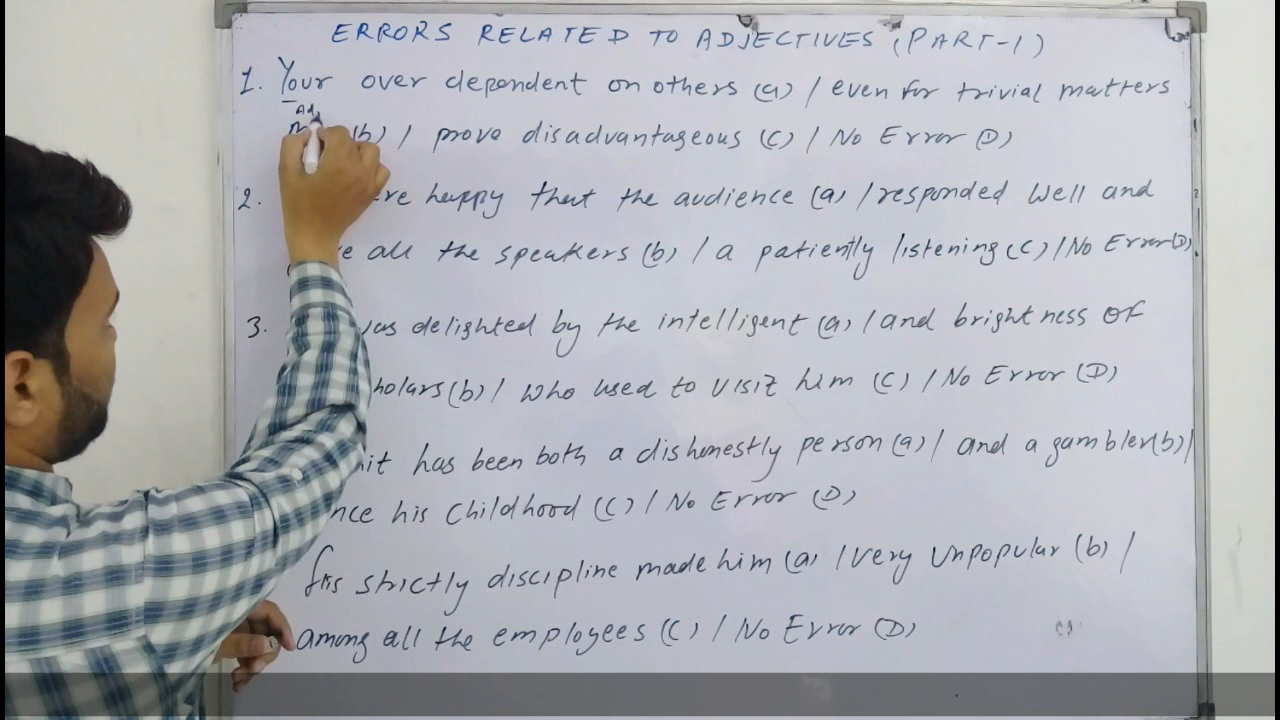 ERRORS RELATED TO ADJECTIVES (PART-1)
1. Your over dependent on others (a) / even for trivial matters
Adj
(b) / prove disadvantageous (c) / No Error (D)
2. happy that the audience (a) / responded well and
all the speakers (b) / a patiently listening (c) / No Error (D)
3. delighted by the intelligent (a) / and brightness of
(b) / who used to visit him (c) / No Error (D)
has been both a dishonestly person (a) / and a gambler (b) /
his childhood (c) / No Error (D)
His strictly discipline made him (a) / very unpopular (b) /
among all the employees (c) / No Error (D)